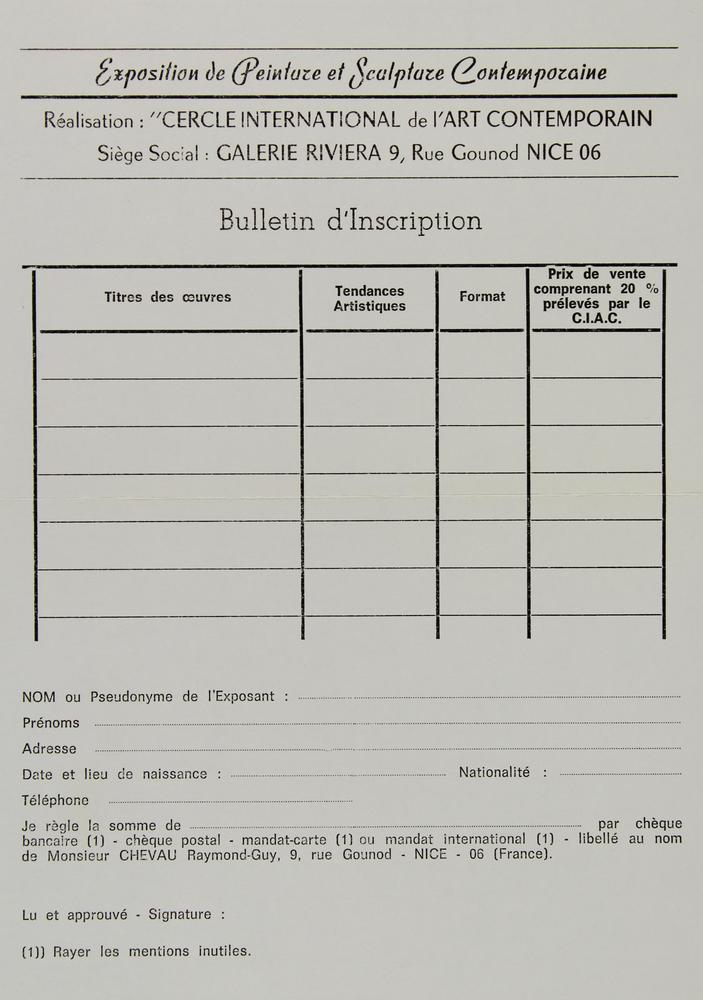 Exposition de Peinture et Sculpture Contemporaine
Réalisation : "CERCLE INTERNATIONAL de l'ART CONTEMPORAIN
Siège Social : GALERIE RIVIERA 9, Rue Gounod NICE 06
Bulletin d'Inscription
Titres des œuvres
Tendances
Artistiques
Format
Prix de vente
comprenant 20 %
prélevés par le
C.I.A.C.
NOM ou Pseudonyme de l'Exposant :
Prénoms
Adresse
Date et lieu de naissance : Nationalité :
Téléphone
Je règle la somme de par chèque
bancaire (1) - chèque postal - mandat-carte (1) ou mandat international (1) - libellé au nom
de Monsieur CHEVAU Raymond-Guy, 9, rue Gounod - NICE - 06 (France).
Lu et approuvé - Signature :
(1)) Rayer les mentions inutiles.